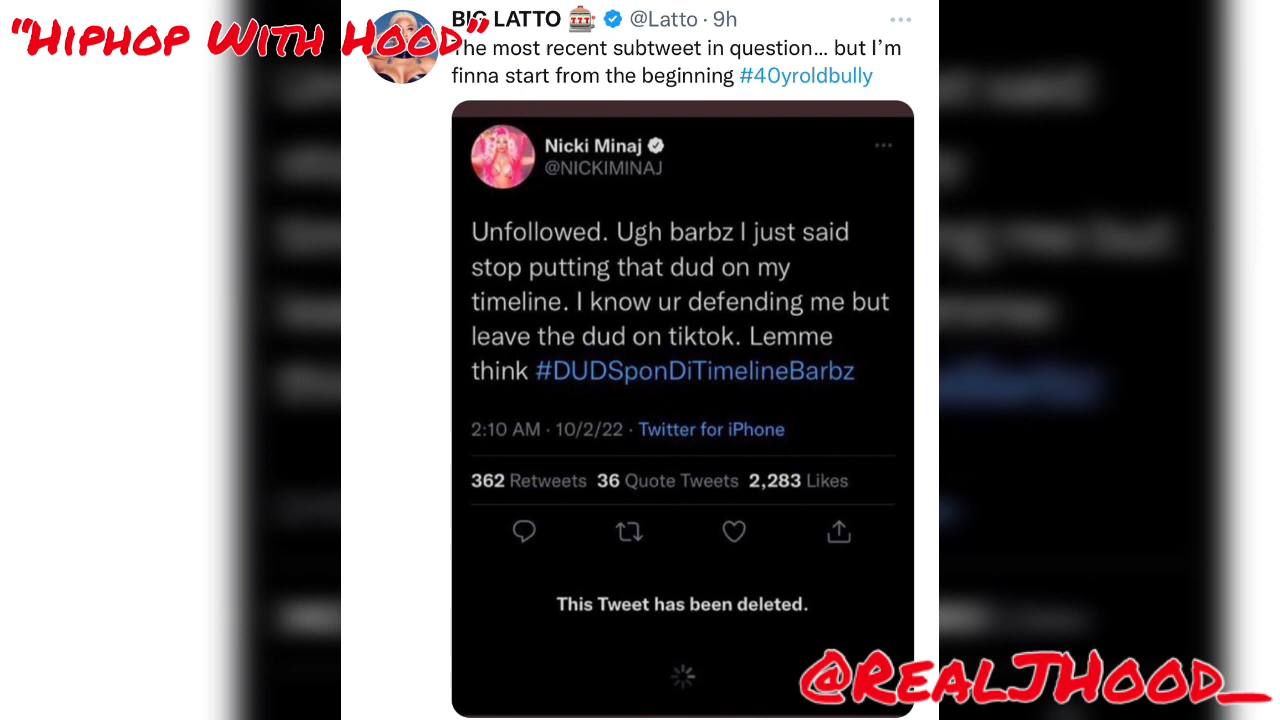 "Hiphop With Hood"
BIG LATTO 🎰 @Latto · 9h
The most recent subtweet in question... but I'm
finna start from the beginning #40yroldbully
Nicki Minaj
@NICKIMINAJ
Unfollowed. Ugh barbz I just said
stop putting that dud on my
timeline. I know ur defending me but
leave the dud on tiktok. Lemme
think #DUDSponDiTimelineBarbz
2:10 AM · 10/2/22 · Twitter for iPhone
362 Retweets 36 Quote Tweets 2,283 Likes
This Tweet has been deleted.
@RealJHood_